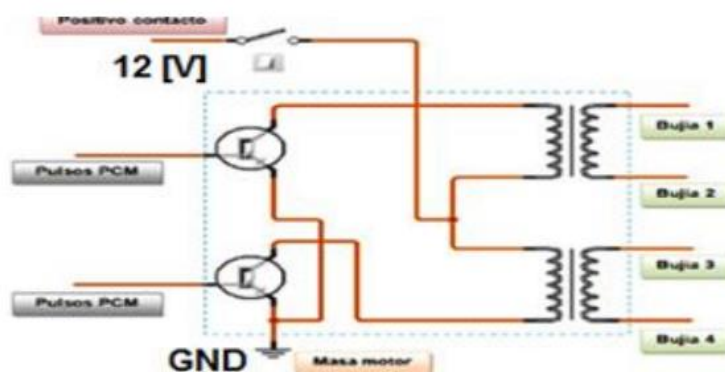 Positivo contacto
12 [V]
Bujia 1
Pulsos PCM
Bujia 2
Bujia 3
Pulsos PCM
Bujia 4
GND
Masa motor